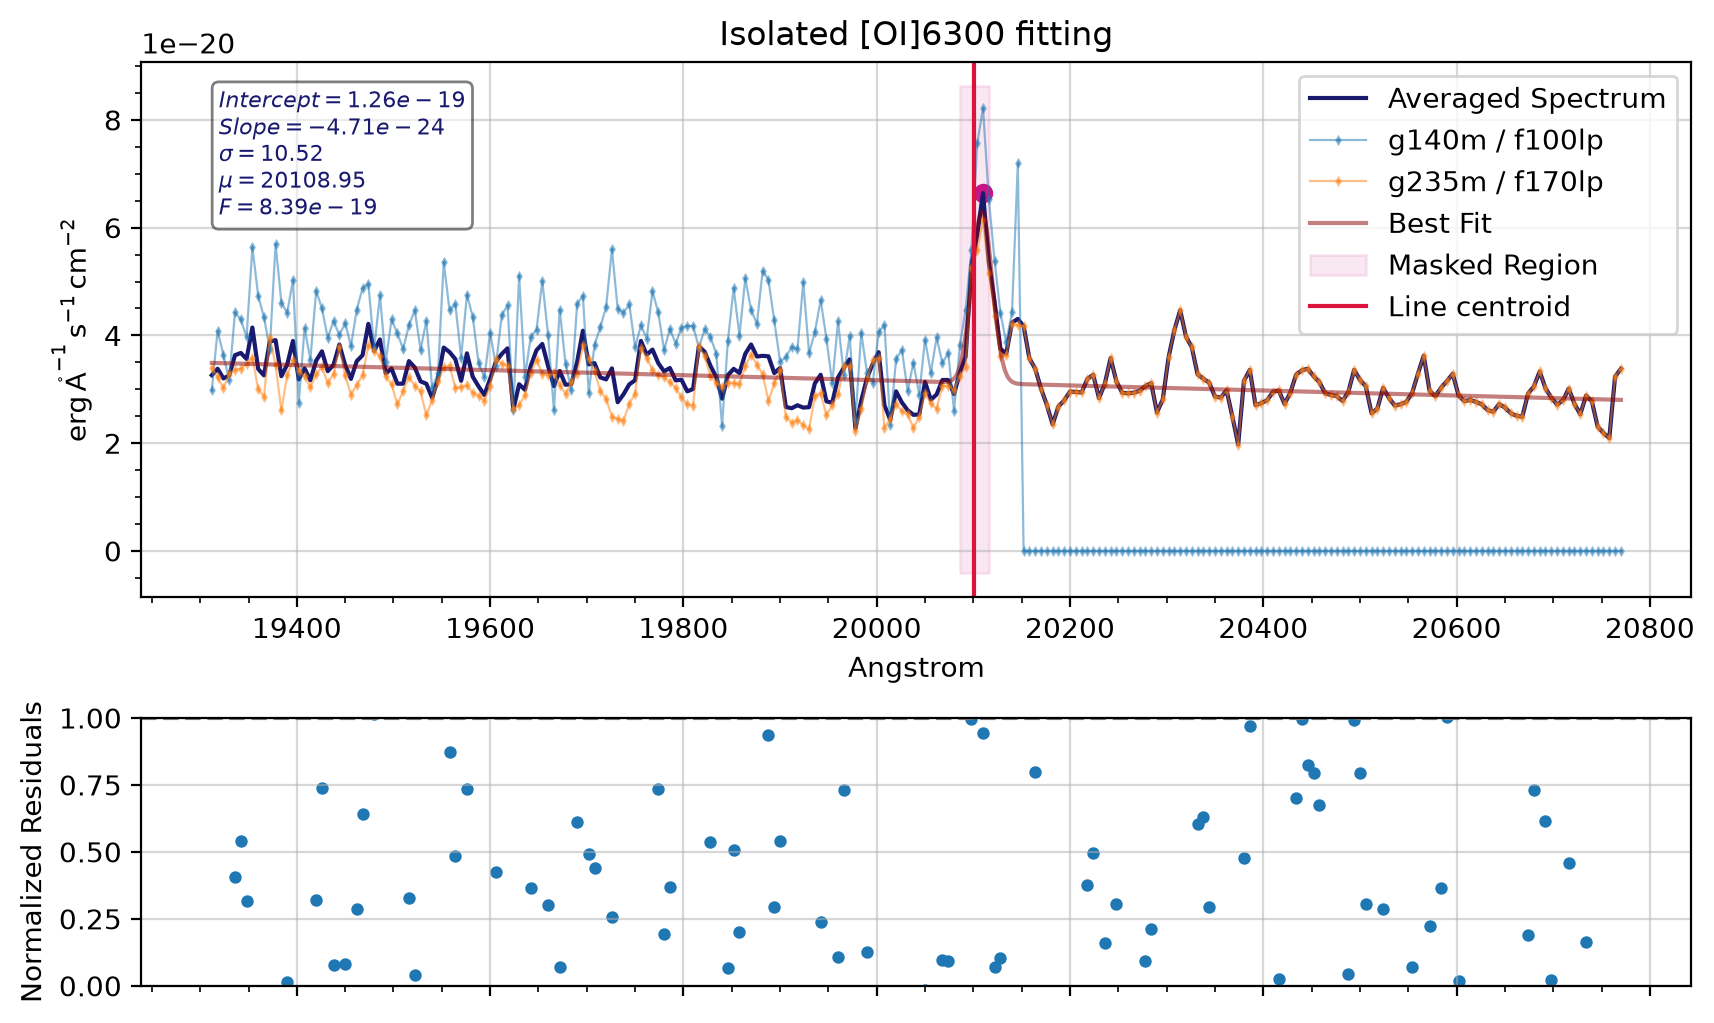 Isolated [OI]6300 fitting
1e−20
Intercept = 1.26e − 19
Slope = −4.71e − 24
σ = 10.52
μ = 20108.95
F = 8.39e − 19
Averaged Spectrum
g140m / f100lp
g235m / f170lp
Best Fit
Masked Region
Line centroid
erg Å⁻¹ s⁻¹ cm⁻²
8
6
4
2
0
19400 19600 19800 20000 20200 20400 20600 20800
Angstrom
Normalized Residuals
1.00
0.75
0.50
0.25
0.00